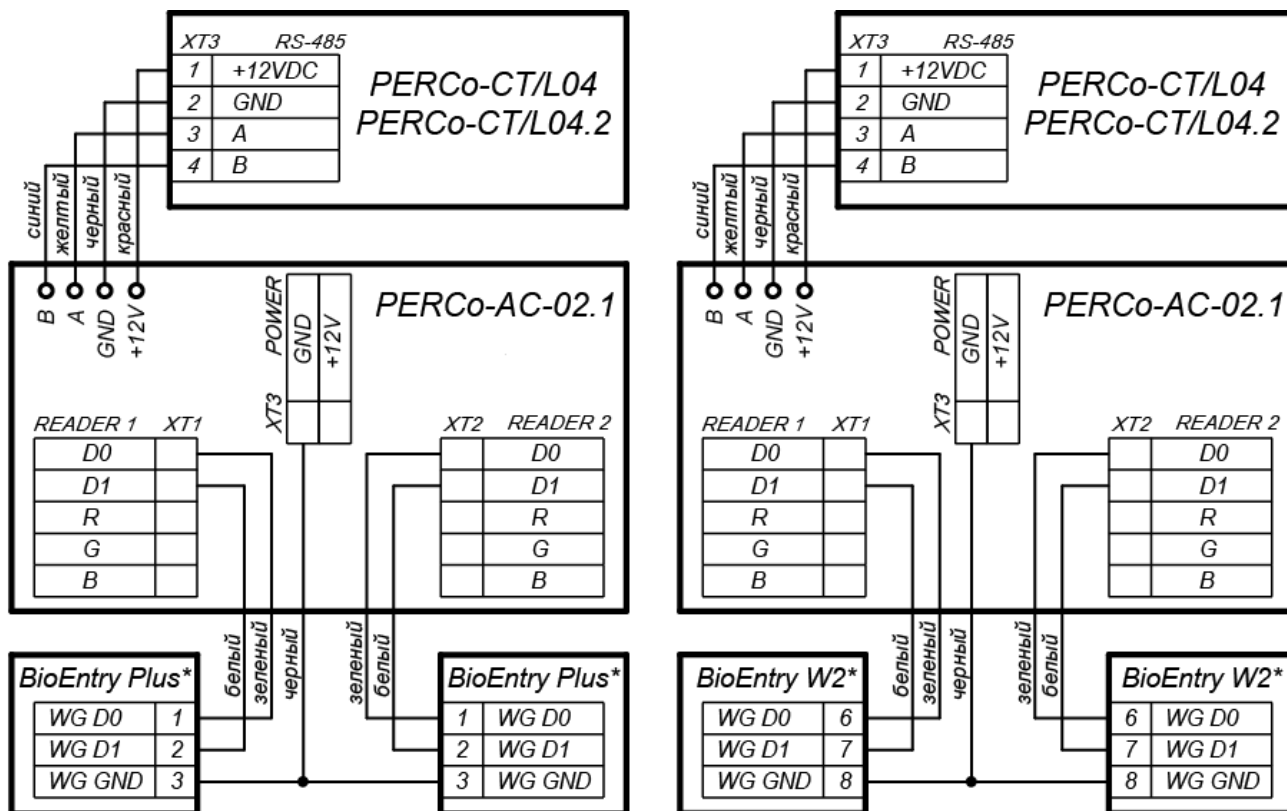 XT3 RS-485
1 +12VDC
2 GND
3 A
4 B
PERCo-CT/L04
PERCo-CT/L04.2
синий
желтый
черный
красный
B
A
GND
+12V
POWER
GND
+12V
XT3
PERCo-AC-02.1
READER 1 XT1
D0
D1
R
G
B
XT2 READER 2
D0
D1
R
G
B
белый
зеленый
черный
зеленый
белый
BioEntry Plus*
WG D0 1
WG D1 2
WG GND 3
BioEntry Plus*
1 WG D0
2 WG D1
3 WG GND
XT3 RS-485
1 +12VDC
2 GND
3 A
4 B
PERCo-CT/L04
PERCo-CT/L04.2
синий
желтый
черный
красный
B
A
GND
+12V
POWER
GND
+12V
XT3
PERCo-AC-02.1
READER 1 XT1
D0
D1
R
G
B
XT2 READER 2
D0
D1
R
G
B
белый
зеленый
черный
зеленый
белый
BioEntry W2*
WG D0 6
WG D1 7
WG GND 8
BioEntry W2*
6 WG D0
7 WG D1
8 WG GND